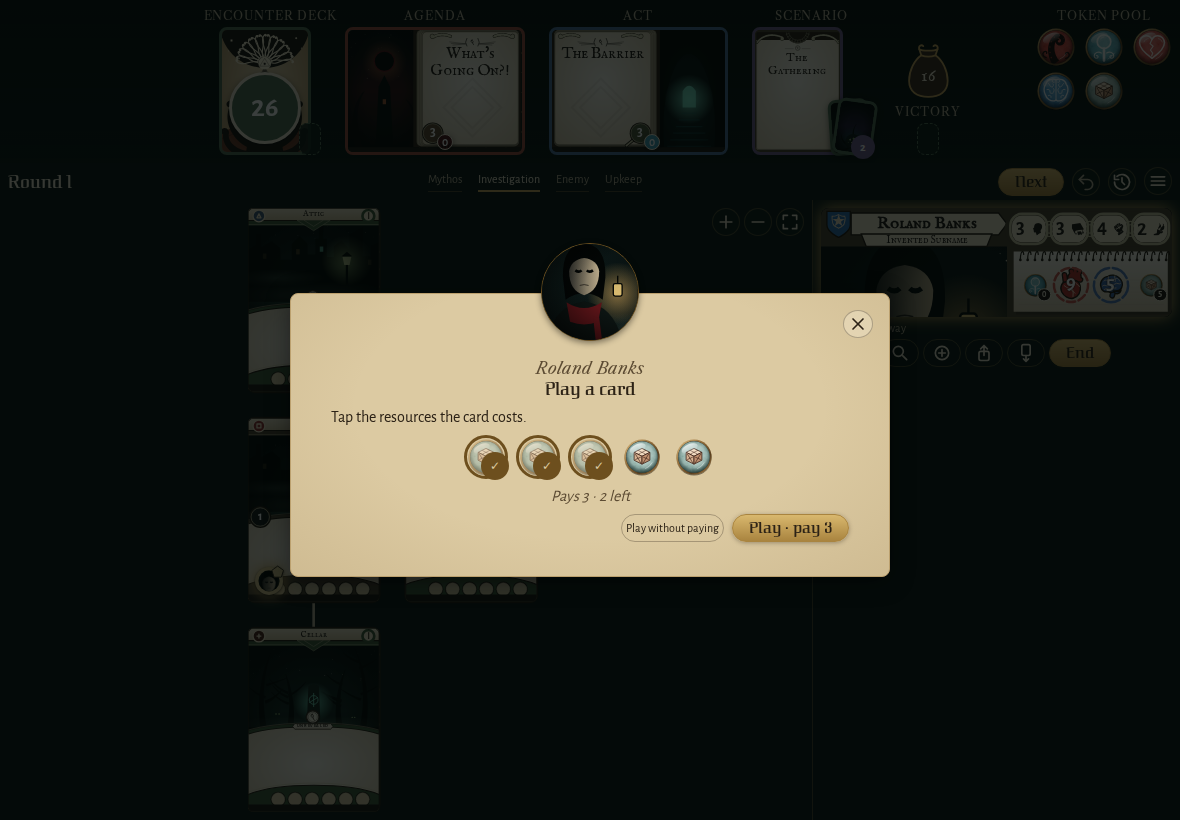 ENCOUNTER DECK
AGENDA
ACT
SCENARIO
TOKEN POOL
26
What's Going On?!
3
0
The Barrier
3
0
The Gathering
2
16
VICTORY
Round 1
Mythos
Investigation
Enemy
Upkeep
Next
Attic
Roland Banks
Invented Surname
3
3
4
2
0
9
5
5
End
Roland Banks
Play a card
Tap the resources the card costs.
Pays 3 · 2 left
Play without paying
Play · pay 3
1
Cellar